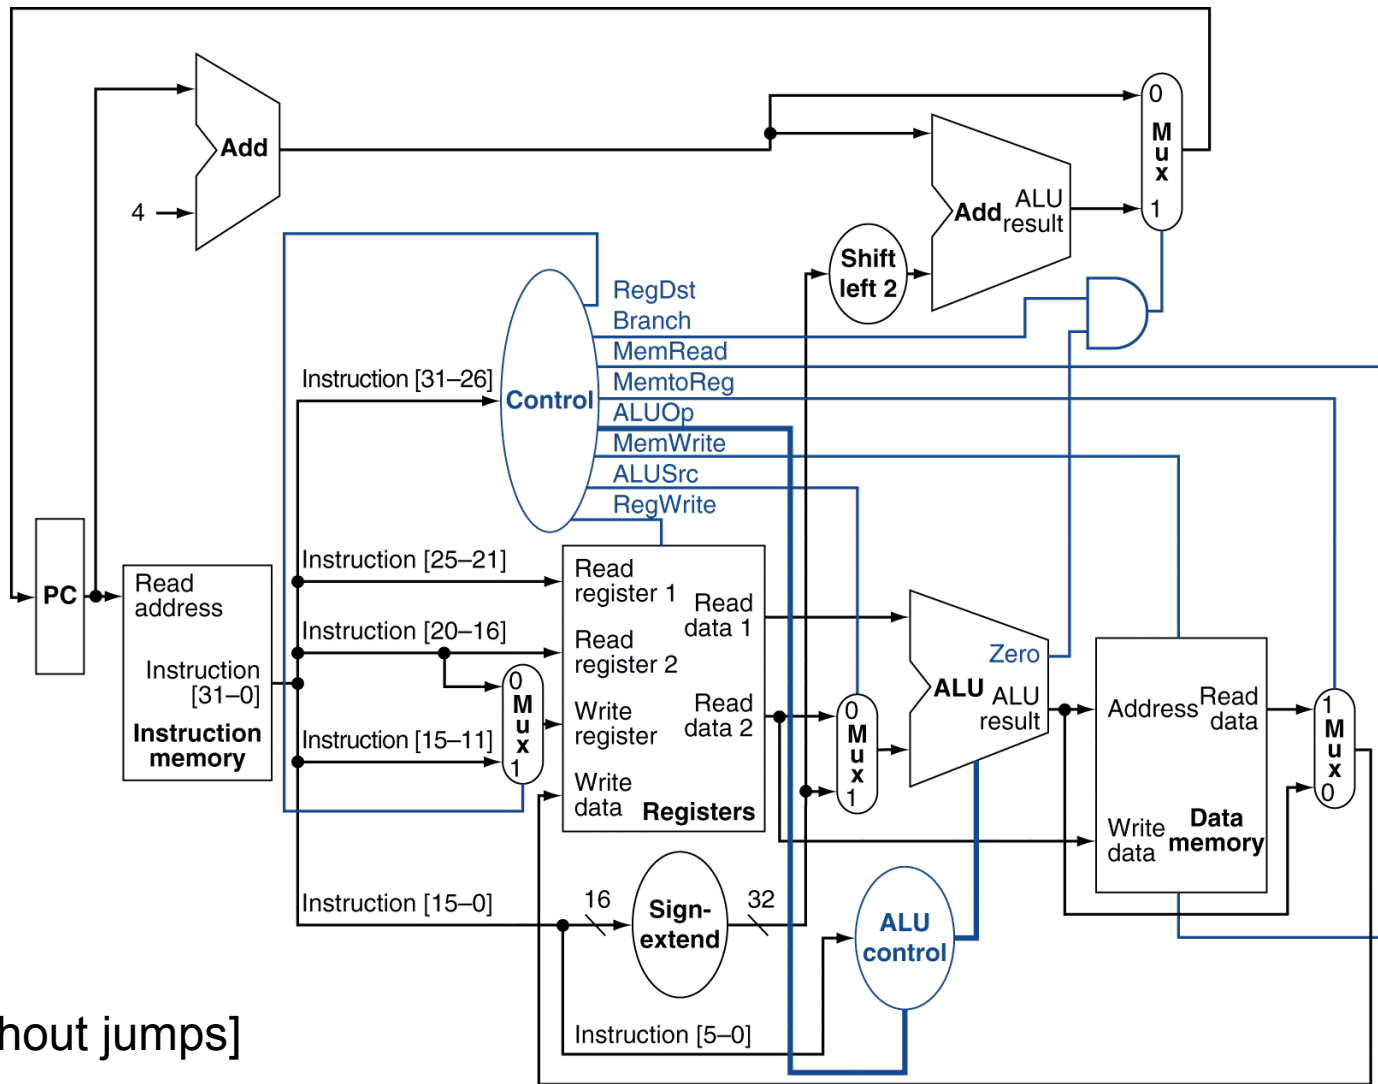 Add
4
0
M
u
x
1
Add
ALU
result
Shift
left 2
RegDst
Branch
MemRead
MemtoReg
ALUOp
MemWrite
ALUSrc
RegWrite
Control
Instruction [31–26]
Instruction [25–21]
Instruction [20–16]
Instruction [15–11]
Instruction [15–0]
Instruction [5–0]
PC
Read
address
Instruction
[31–0]
Instruction
memory
0
M
u
x
1
Read
register 1
Read
register 2
Write
register
Write
data
Read
data 1
Read
data 2
Registers
0
M
u
x
1
Zero
ALU
ALU
result
Address
Read
data
Write
data
Data
memory
1
M
u
x
0
16
Sign-
extend
32
ALU
control
hout jumps]